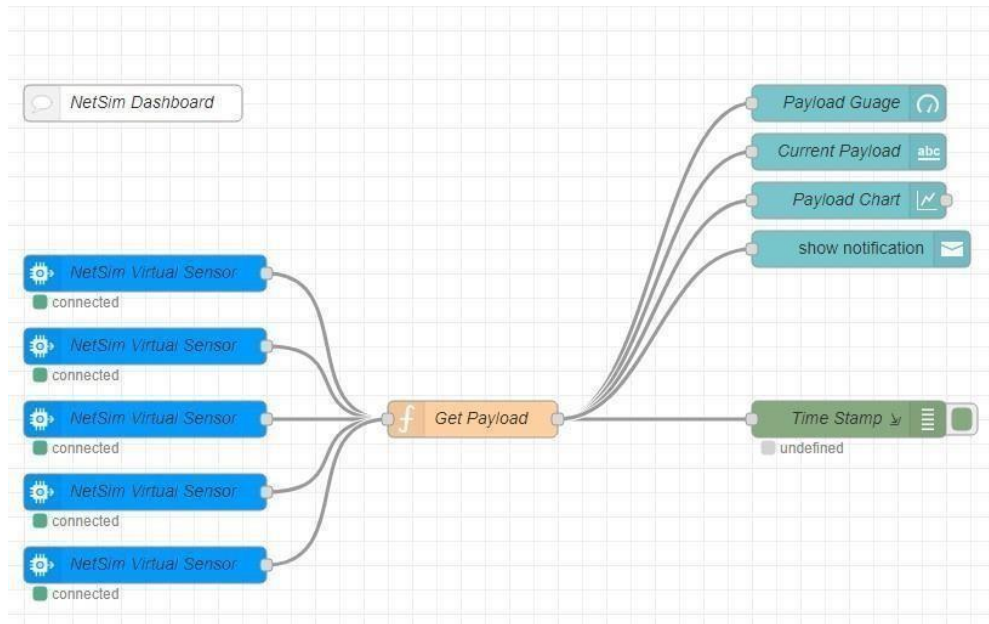 NetSim Dashboard
Payload Guage
Current Payload
abc
Payload Chart
show notification
NetSim Virtual Sensor
connected
NetSim Virtual Sensor
connected
NetSim Virtual Sensor
connected
Get Payload
Time Stamp
undefined
NetSim Virtual Sensor
connected
NetSim Virtual Sensor
connected